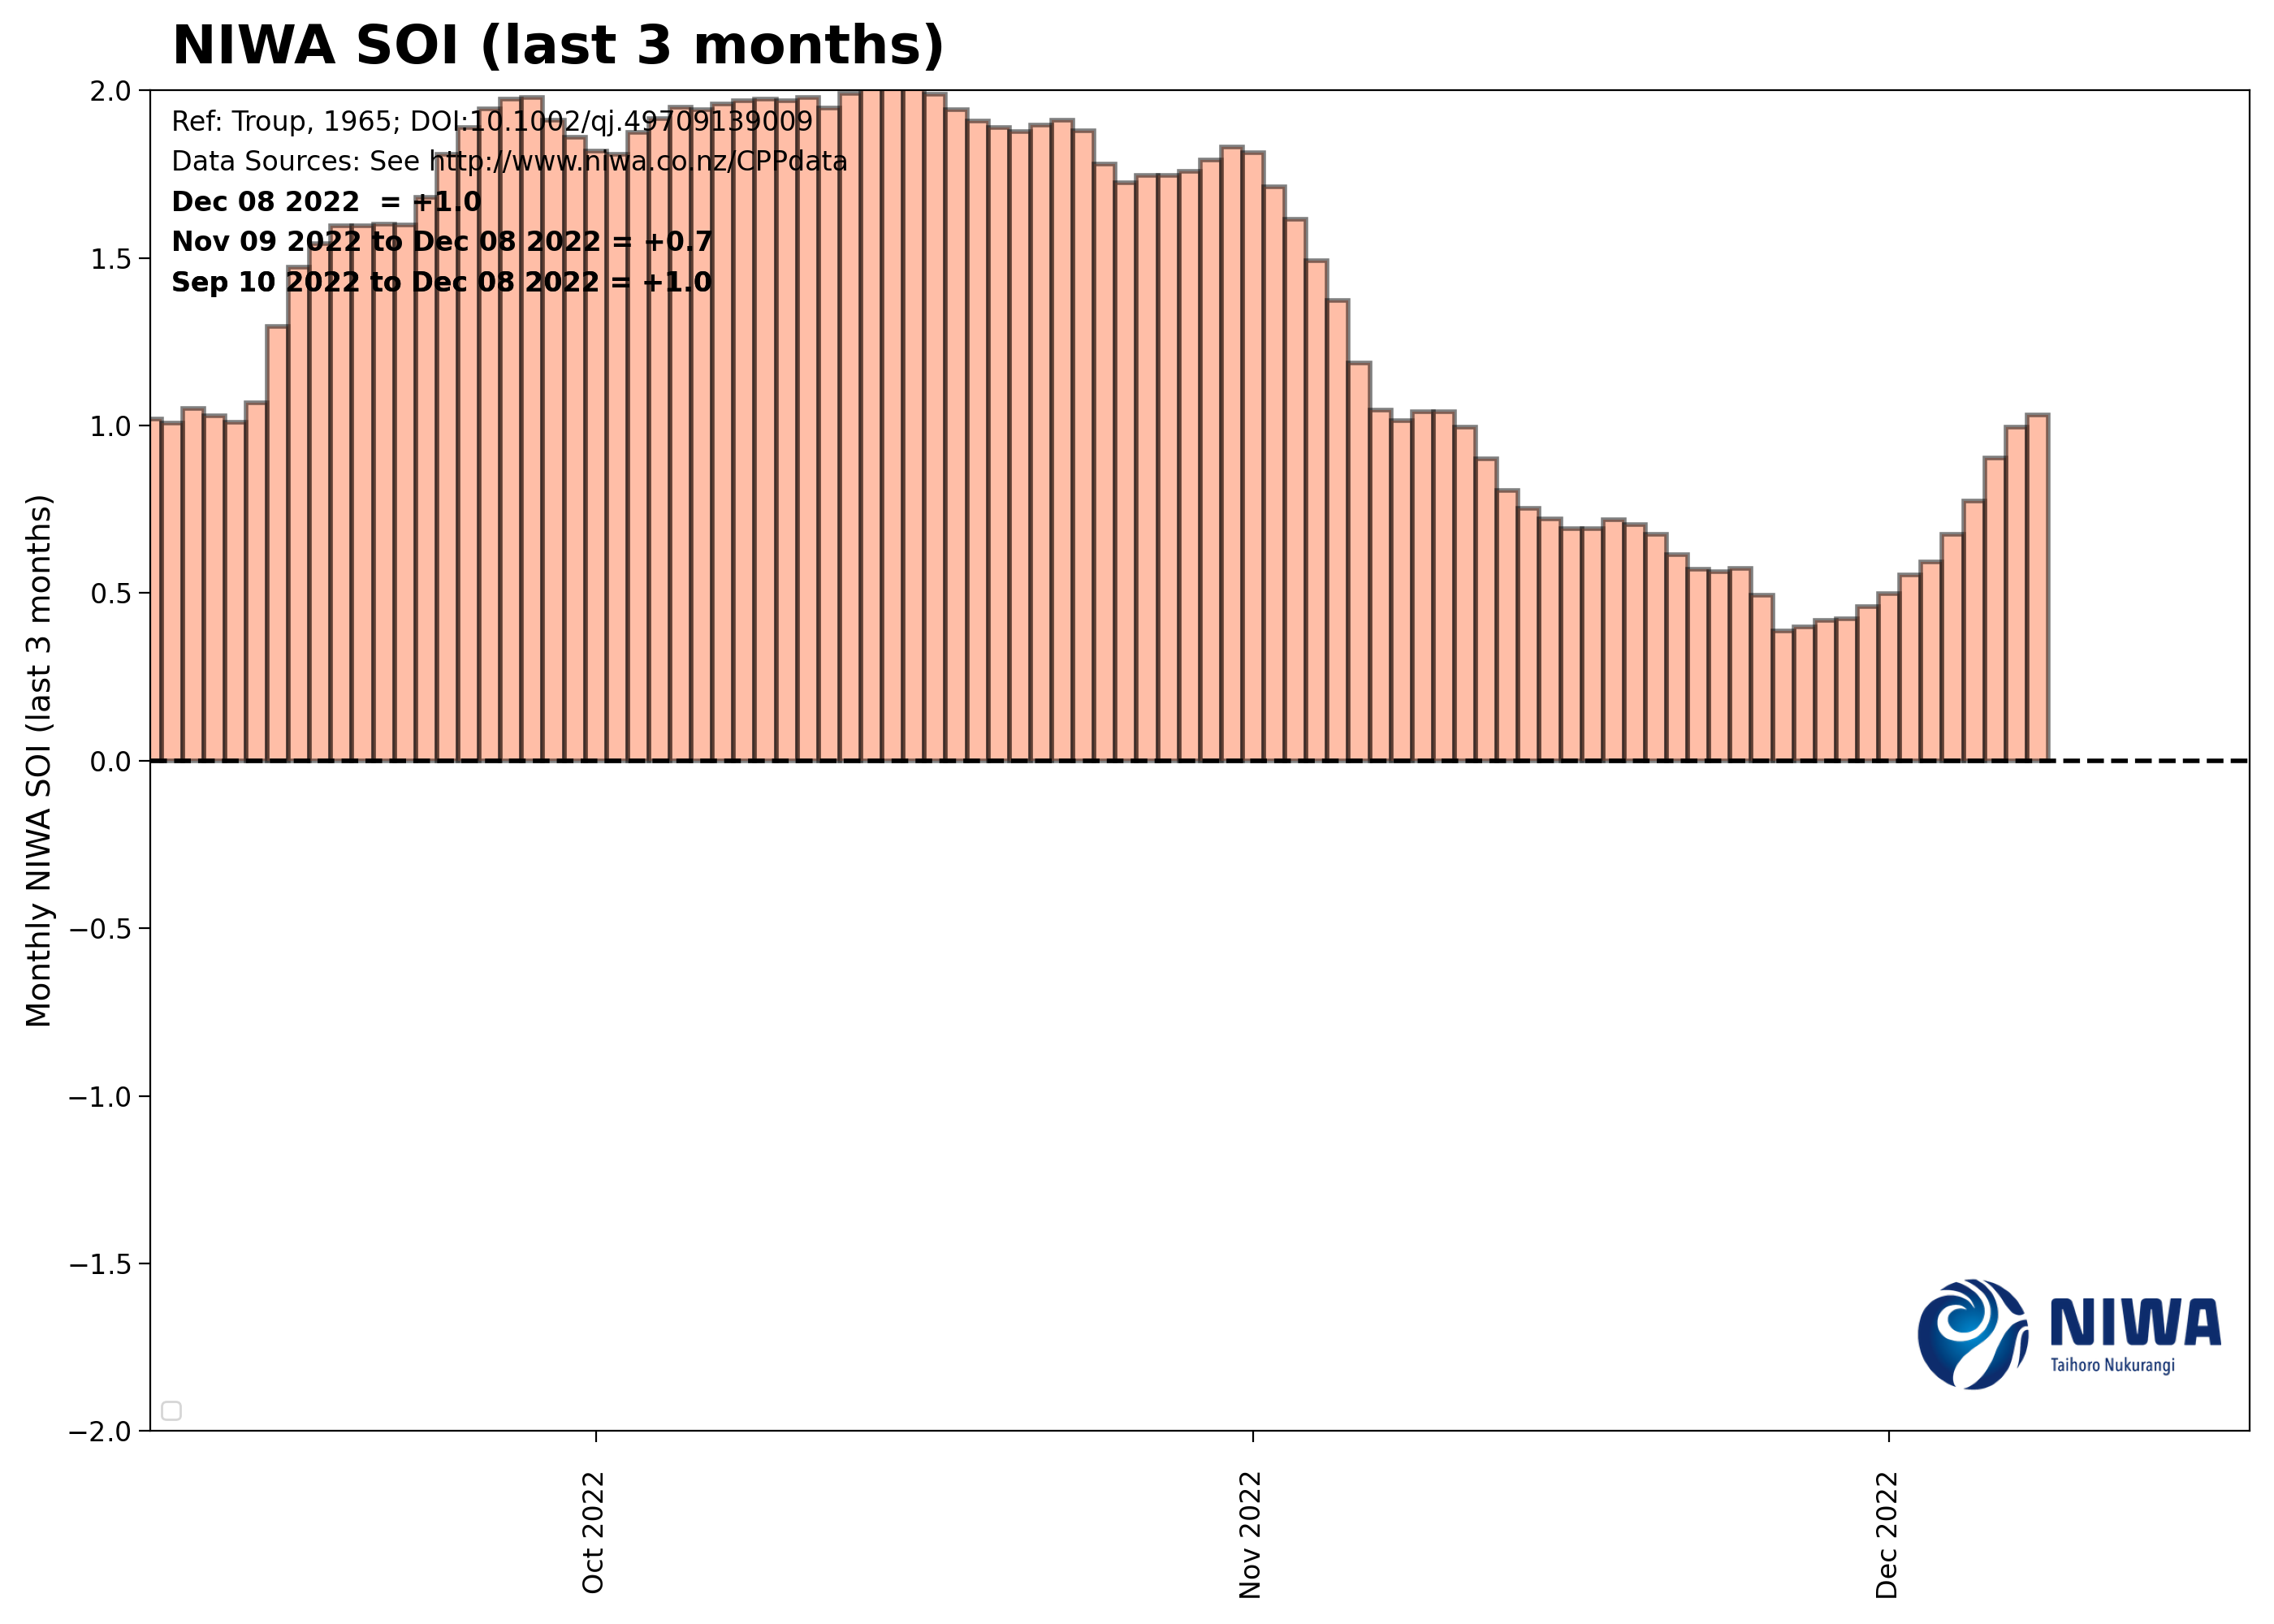 NIWA SOI (last 3 months)
Ref: Troup, 1965; DOI:10.1002/qj.49709139009
Data Sources: See http://www.niwa.co.nz/CPPdata
Dec 08 2022  = +1.0
Nov 09 2022 to Dec 08 2022 = +0.7
Sep 10 2022 to Dec 08 2022 = +1.0
Monthly NIWA SOI (last 3 months)
2.0
1.5
1.0
0.5
0.0
−0.5
−1.0
−1.5
−2.0
Oct 2022
Nov 2022
Dec 2022
NIWA
Taihoro Nukurangi